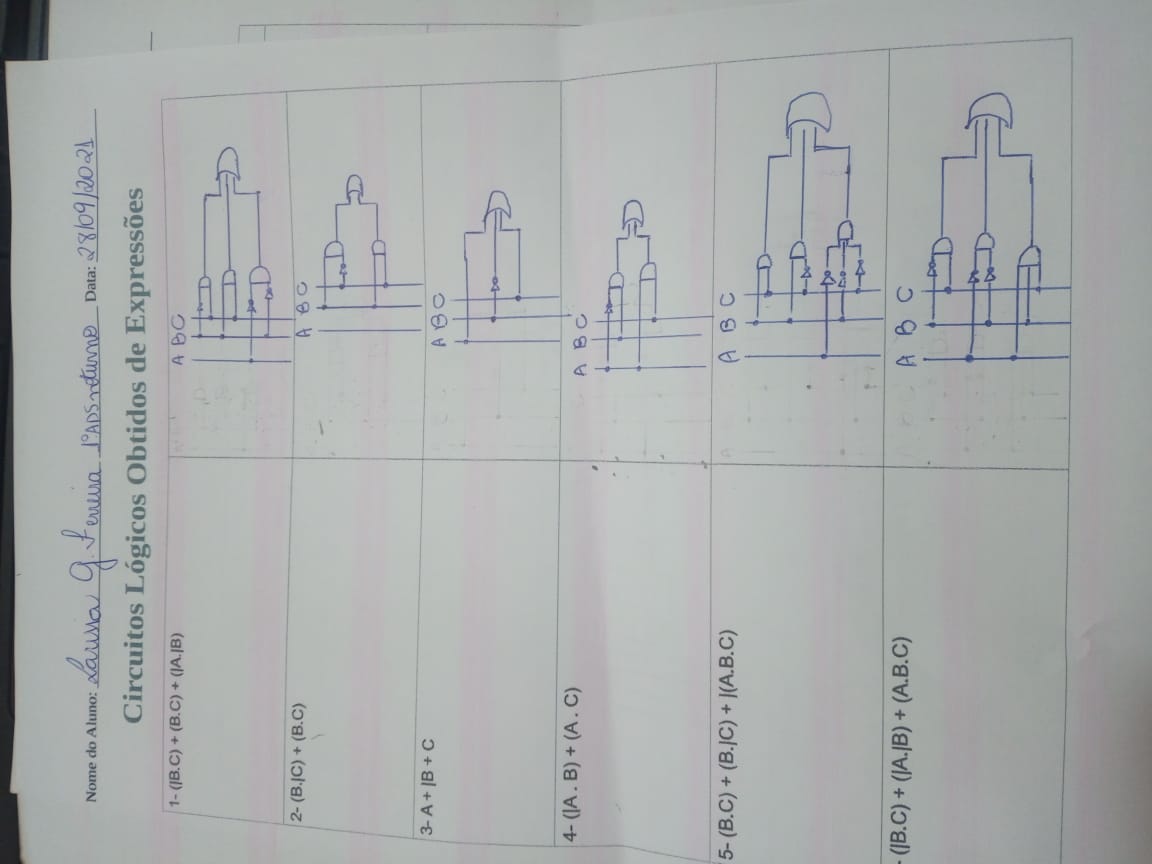 Nome do Aluno: Larissa G. Ferreira 1º ADS noturno Data: 28/09/2021
Circuitos Lógicos Obtidos de Expressões
1- (|B.C) + (B.C) + (|A.|B)
A B C
2- (B.|C) + (B.C)
A B C
3- A + |B + C
A B C
4- (|A . B) + (A . C)
A B C
5- (B.C) + (B.|C) + |(A.B.C)
A B C
- (|B.C) + (|A.|B) + (A.B.C)
A B C